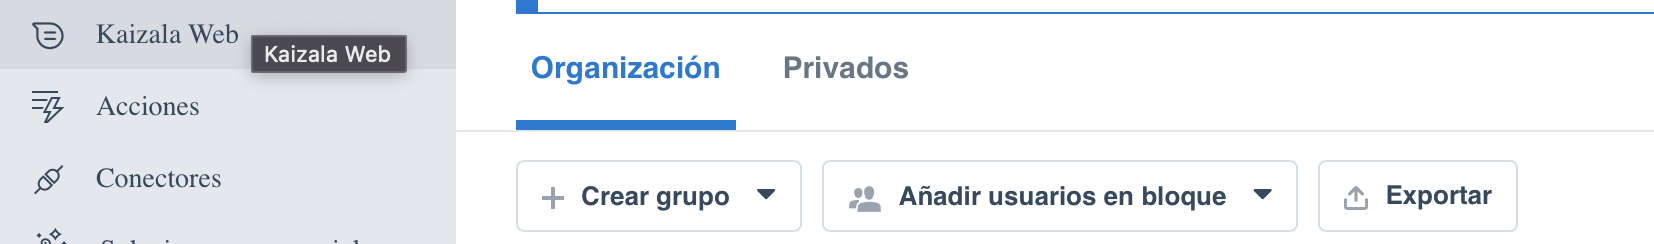 Kaizala Web
Kaizala Web
Acciones
Conectores
Organización
Privados
Crear grupo
Añadir usuarios en bloque
Exportar